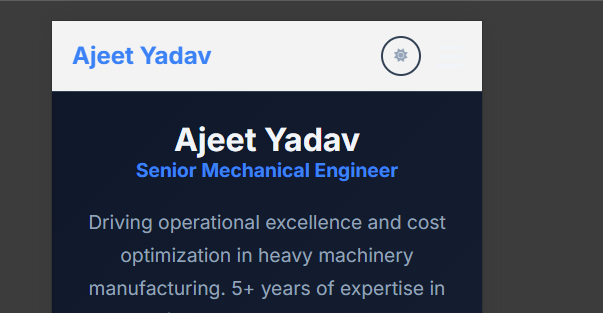 Ajeet Yadav
Ajeet Yadav
Senior Mechanical Engineer
Driving operational excellence and cost
optimization in heavy machinery
manufacturing. 5+ years of expertise in